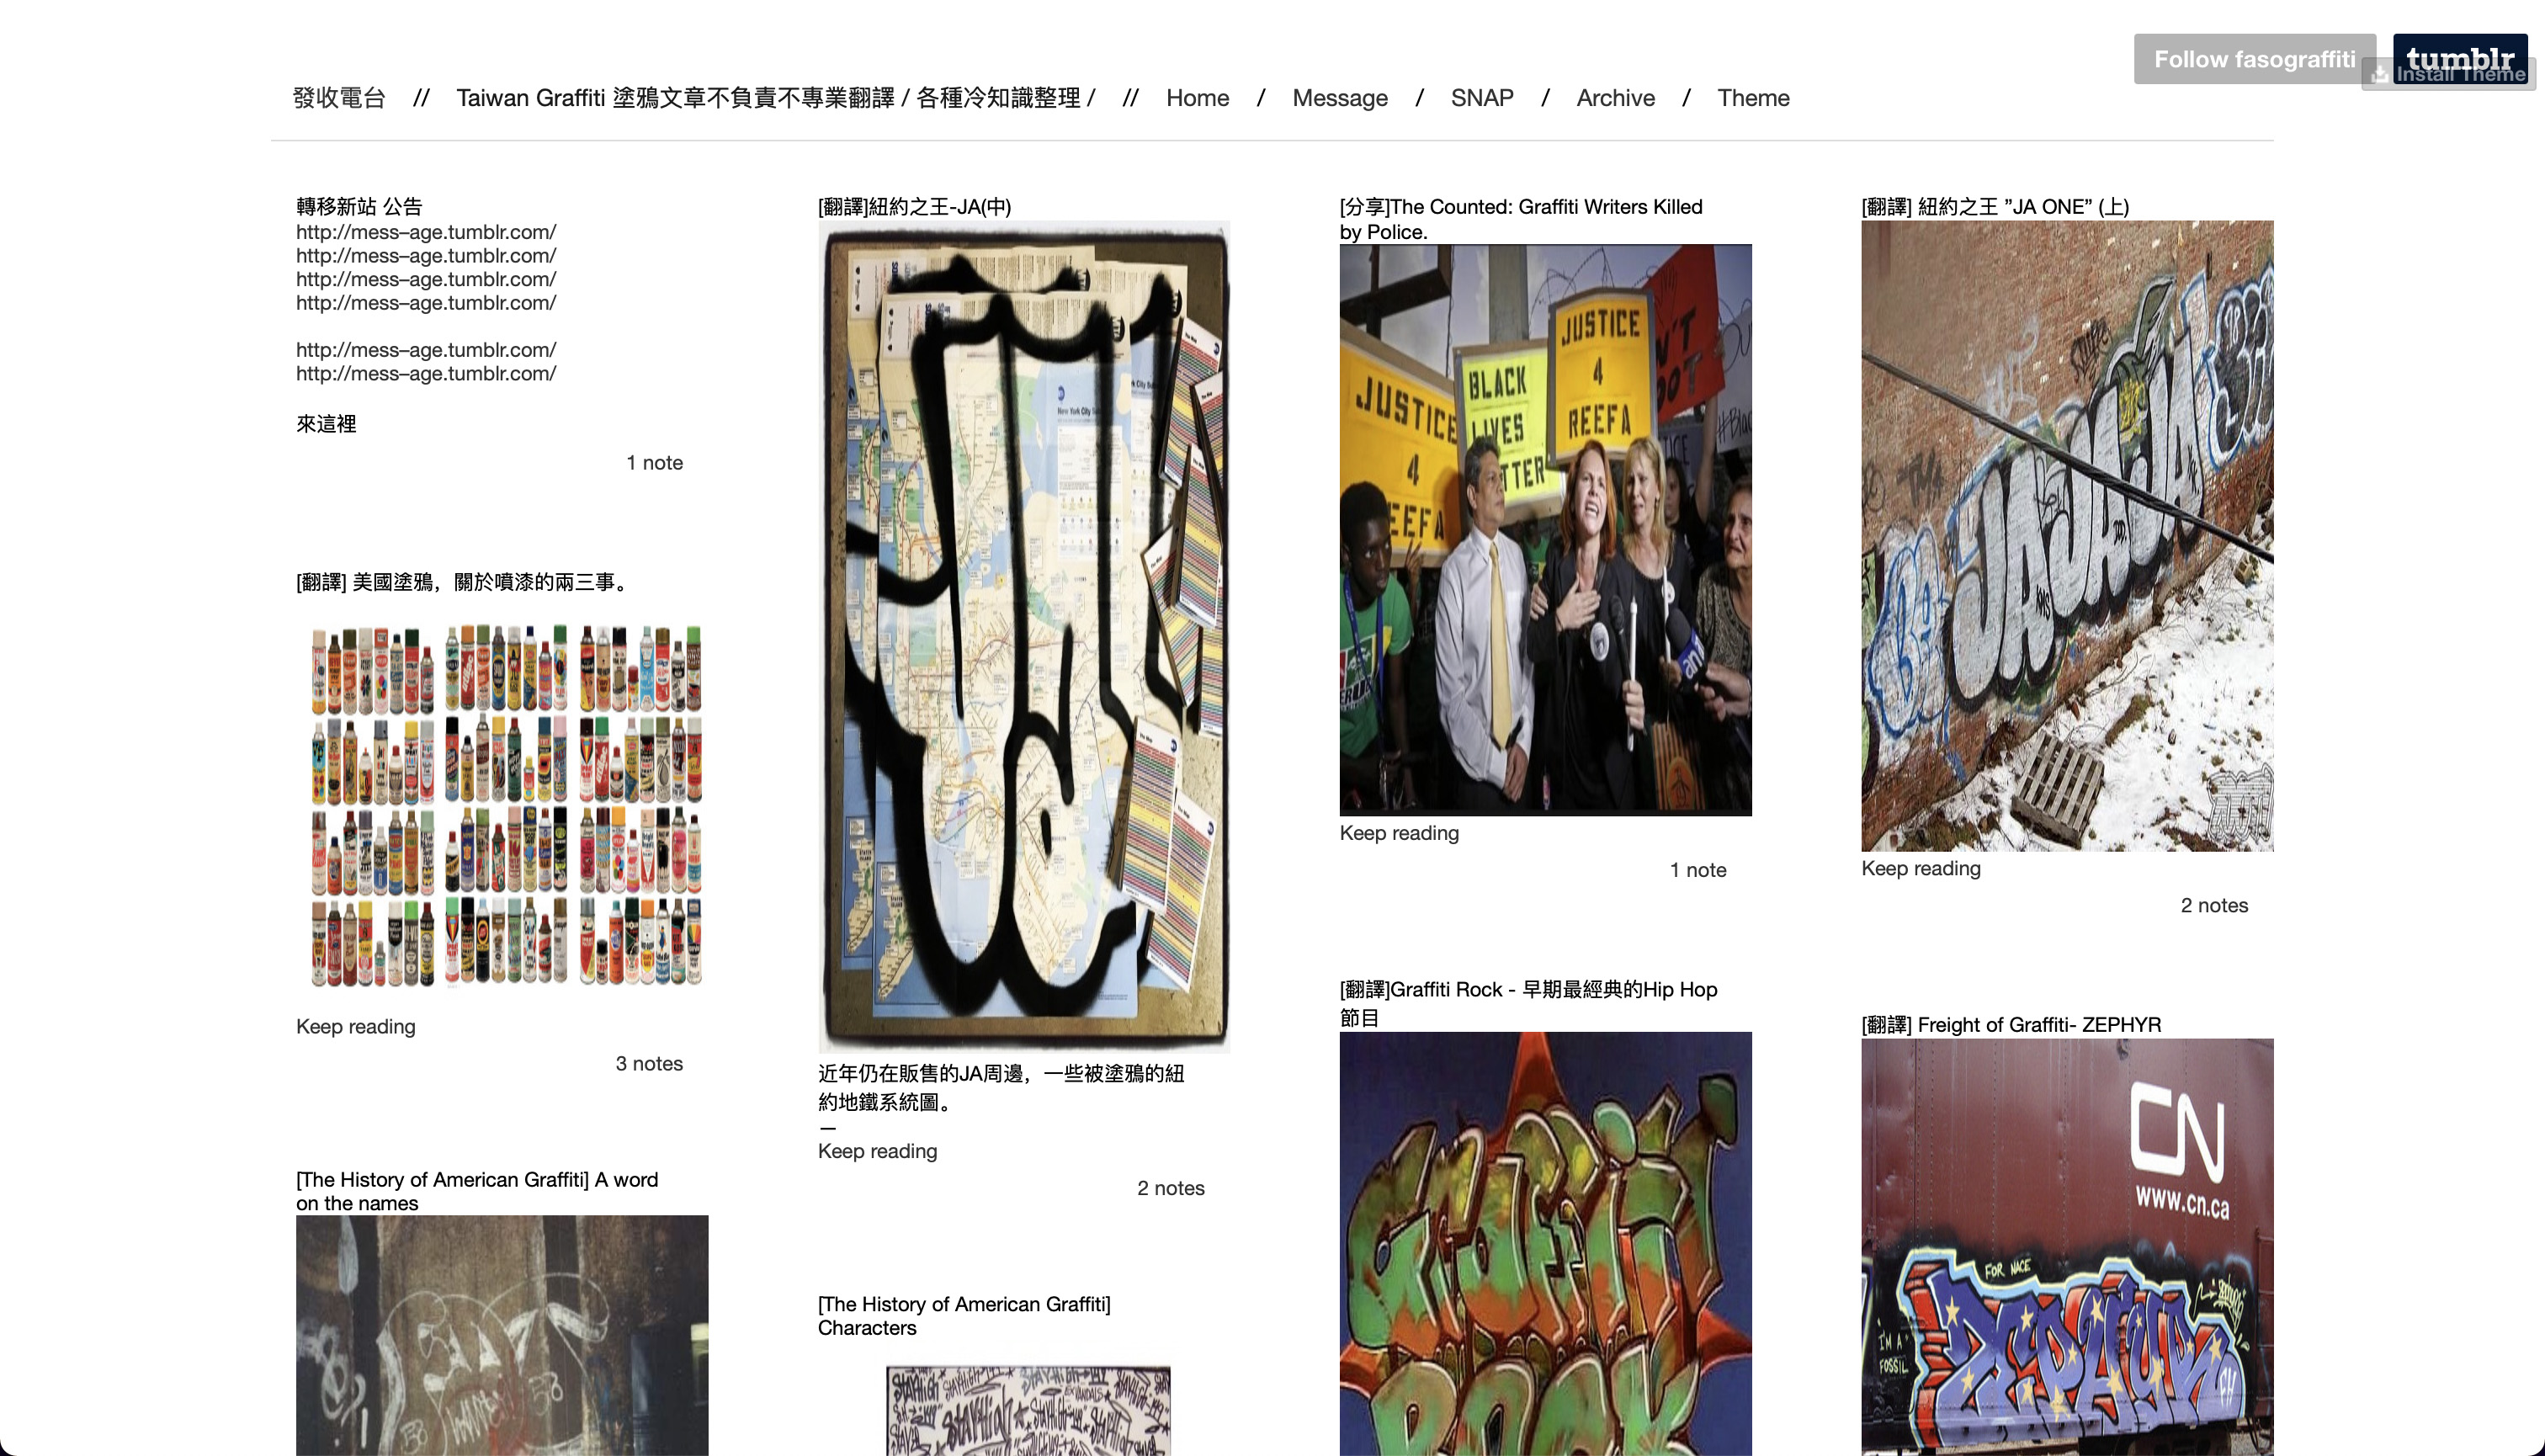 Follow fasograffiti
tumblr
Install Theme
發收電台 // Taiwan Graffiti 塗鴉文章不負責不專業翻譯 / 各種冷知識整理 / // Home / Message / SNAP / Archive / Theme
轉移新站 公告
http://mess–age.tumblr.com/
http://mess–age.tumblr.com/
http://mess–age.tumblr.com/
http://mess–age.tumblr.com/
http://mess–age.tumblr.com/
http://mess–age.tumblr.com/
來這裡
1 note
[翻譯] 美國塗鴉，關於噴漆的兩三事。
Keep reading
3 notes
[The History of American Graffiti] A word
on the names
[翻譯]紐約之王-JA(中)
近年仍在販售的JA周邊，一些被塗鴉的紐
約地鐵系統圖。
—
Keep reading
2 notes
[The History of American Graffiti]
Characters
[分享]The Counted: Graffiti Writers Killed
by Police.
JUSTICE
4
REEFA
BLACK
LIVES
TTER
JUSTICE
4
EEFA
Keep reading
1 note
[翻譯]Graffiti Rock - 早期最經典的Hip Hop
節目
[翻譯] 紐約之王 ”JA ONE” (上)
JAJAJA
Keep reading
2 notes
[翻譯] Freight of Graffiti- ZEPHYR
CN
www.cn.ca
FOR NACE
I'M A
FOSSIL